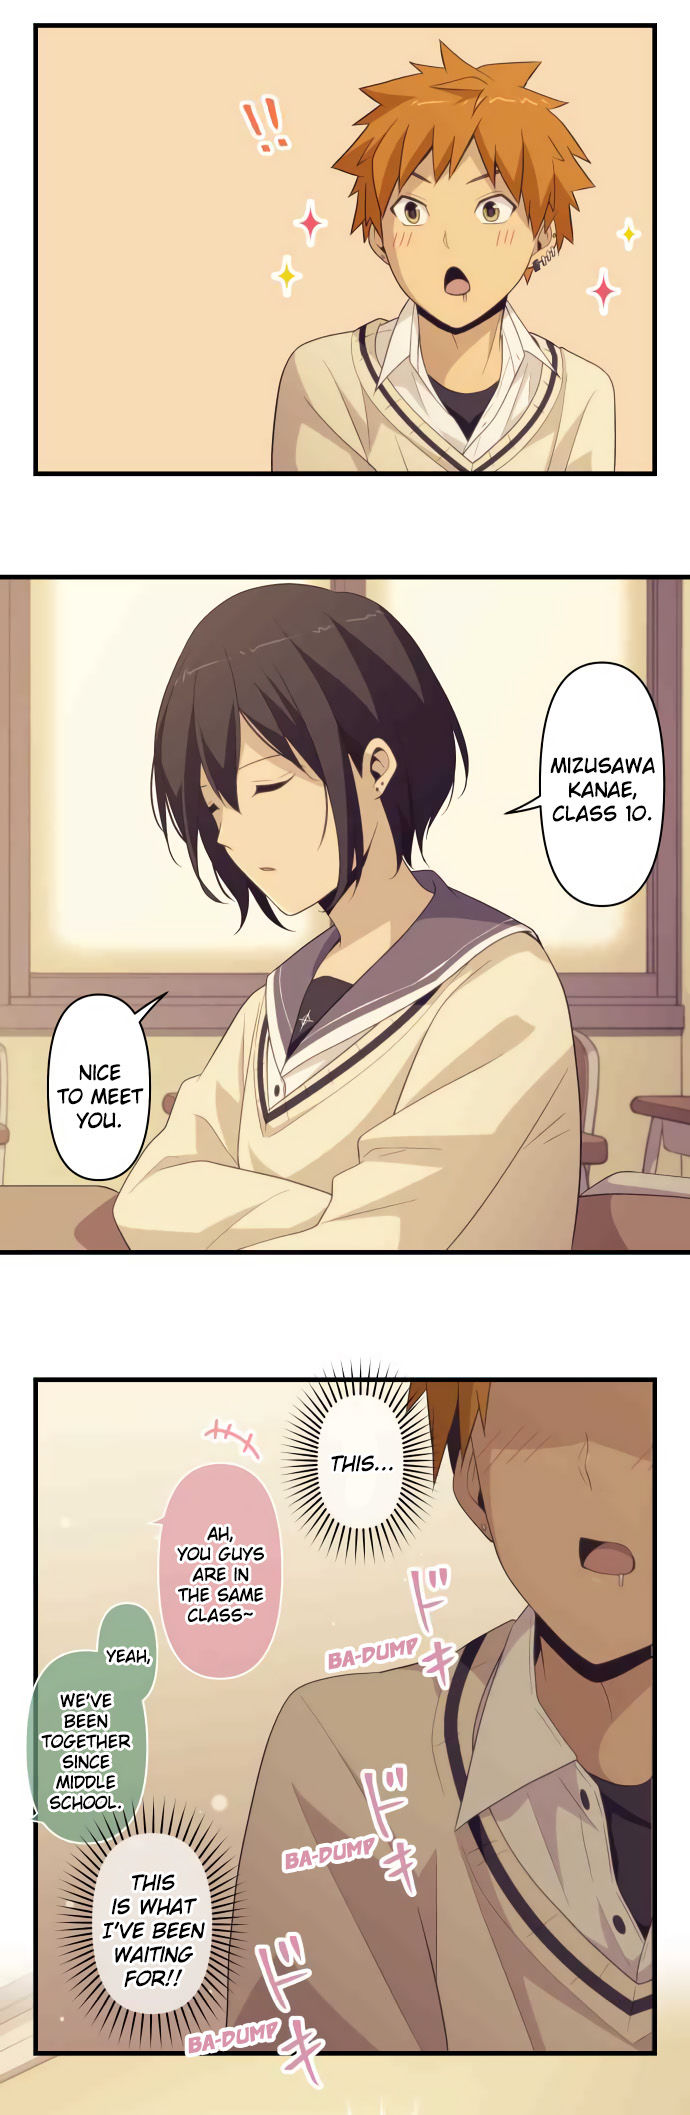 !!
MIZUSAWA
KANAE,
CLASS 10.
NICE
TO MEET
YOU.
THIS...
AH,
YOU GUYS
ARE IN
THE SAME
CLASS~
ドキ
BA-DUMP
YEAH,
WE'VE
BEEN
TOGETHER
SINCE
MIDDLE
SCHOOL.
ドキ
BA-DUMP
THIS
IS WHAT
I'VE BEEN
WAITING
FOR!!
ドキ
BA-DUMP